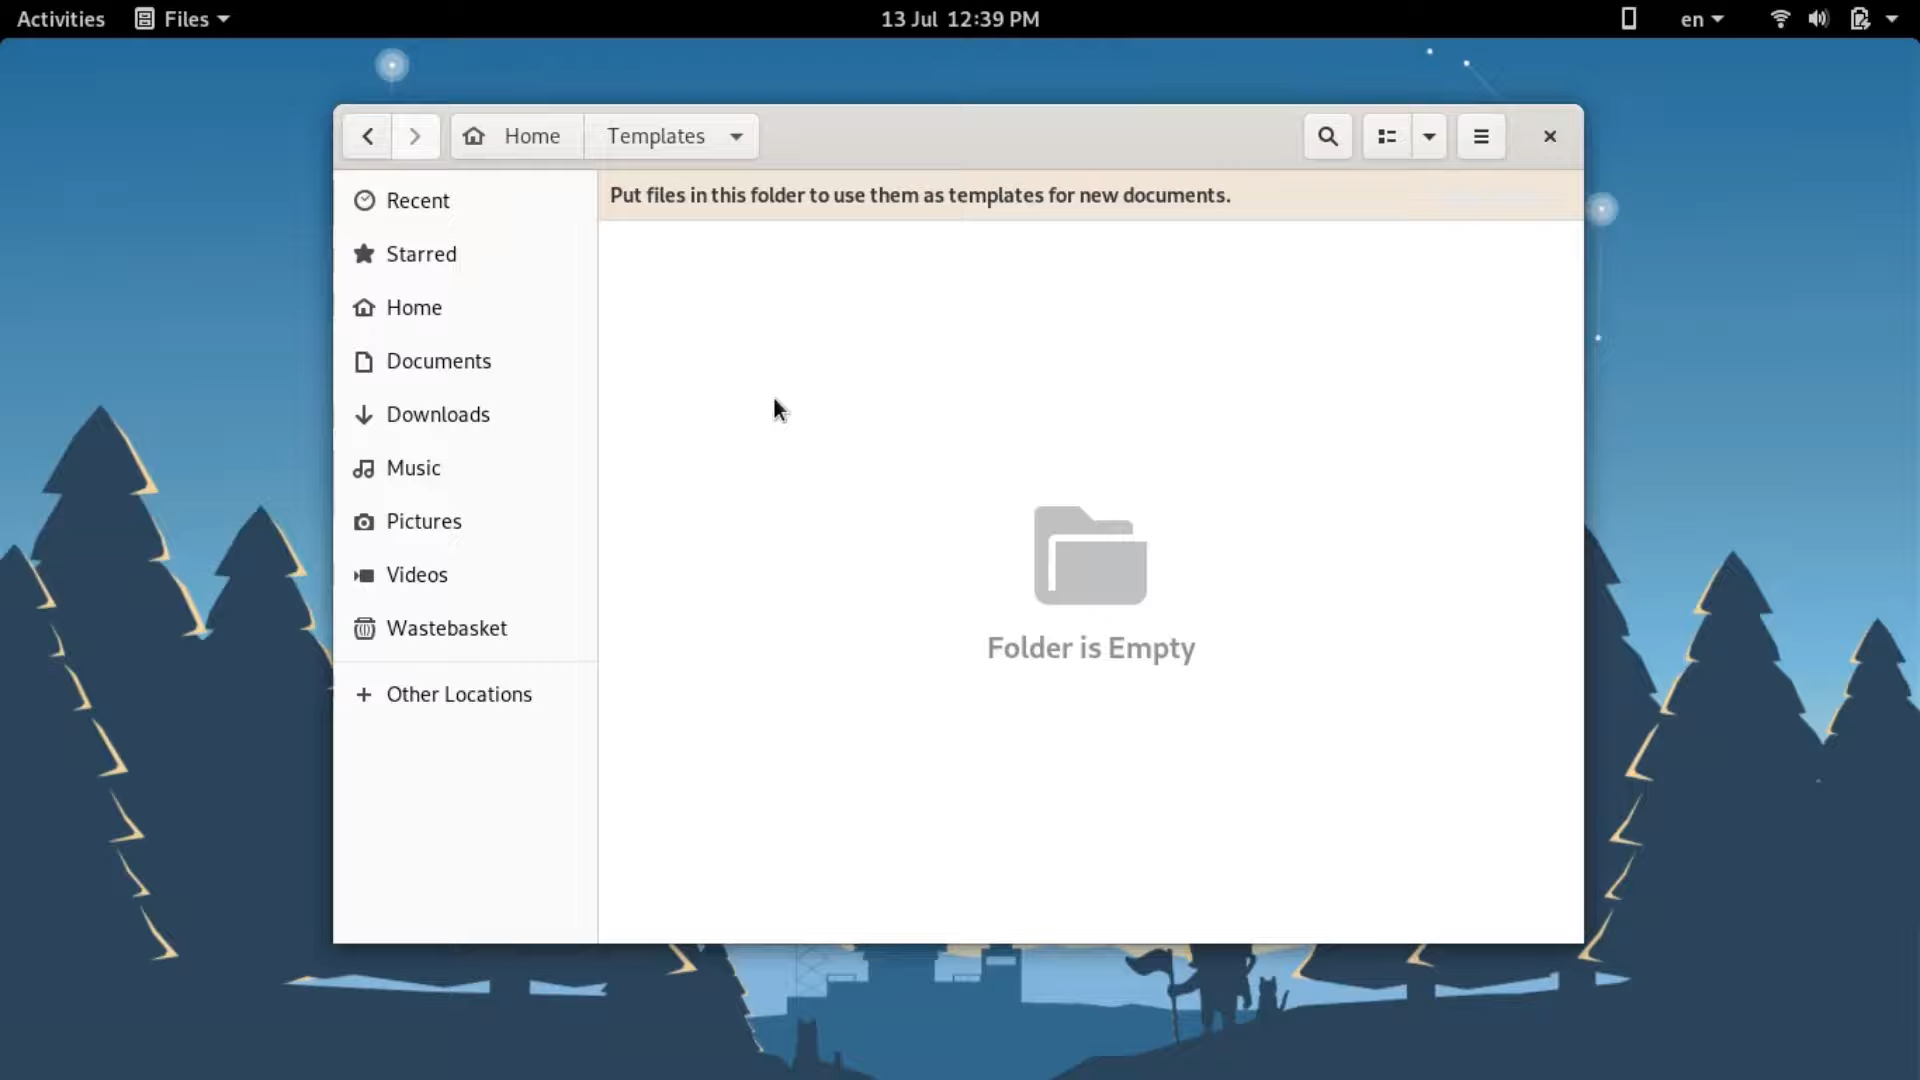 Activities Files 13 Jul 12:39 PM en
Home Templates
Put files in this folder to use them as templates for new documents.
Recent
Starred
Home
Documents
Downloads
Music
Pictures
Videos
Wastebasket
Other Locations
Folder is Empty